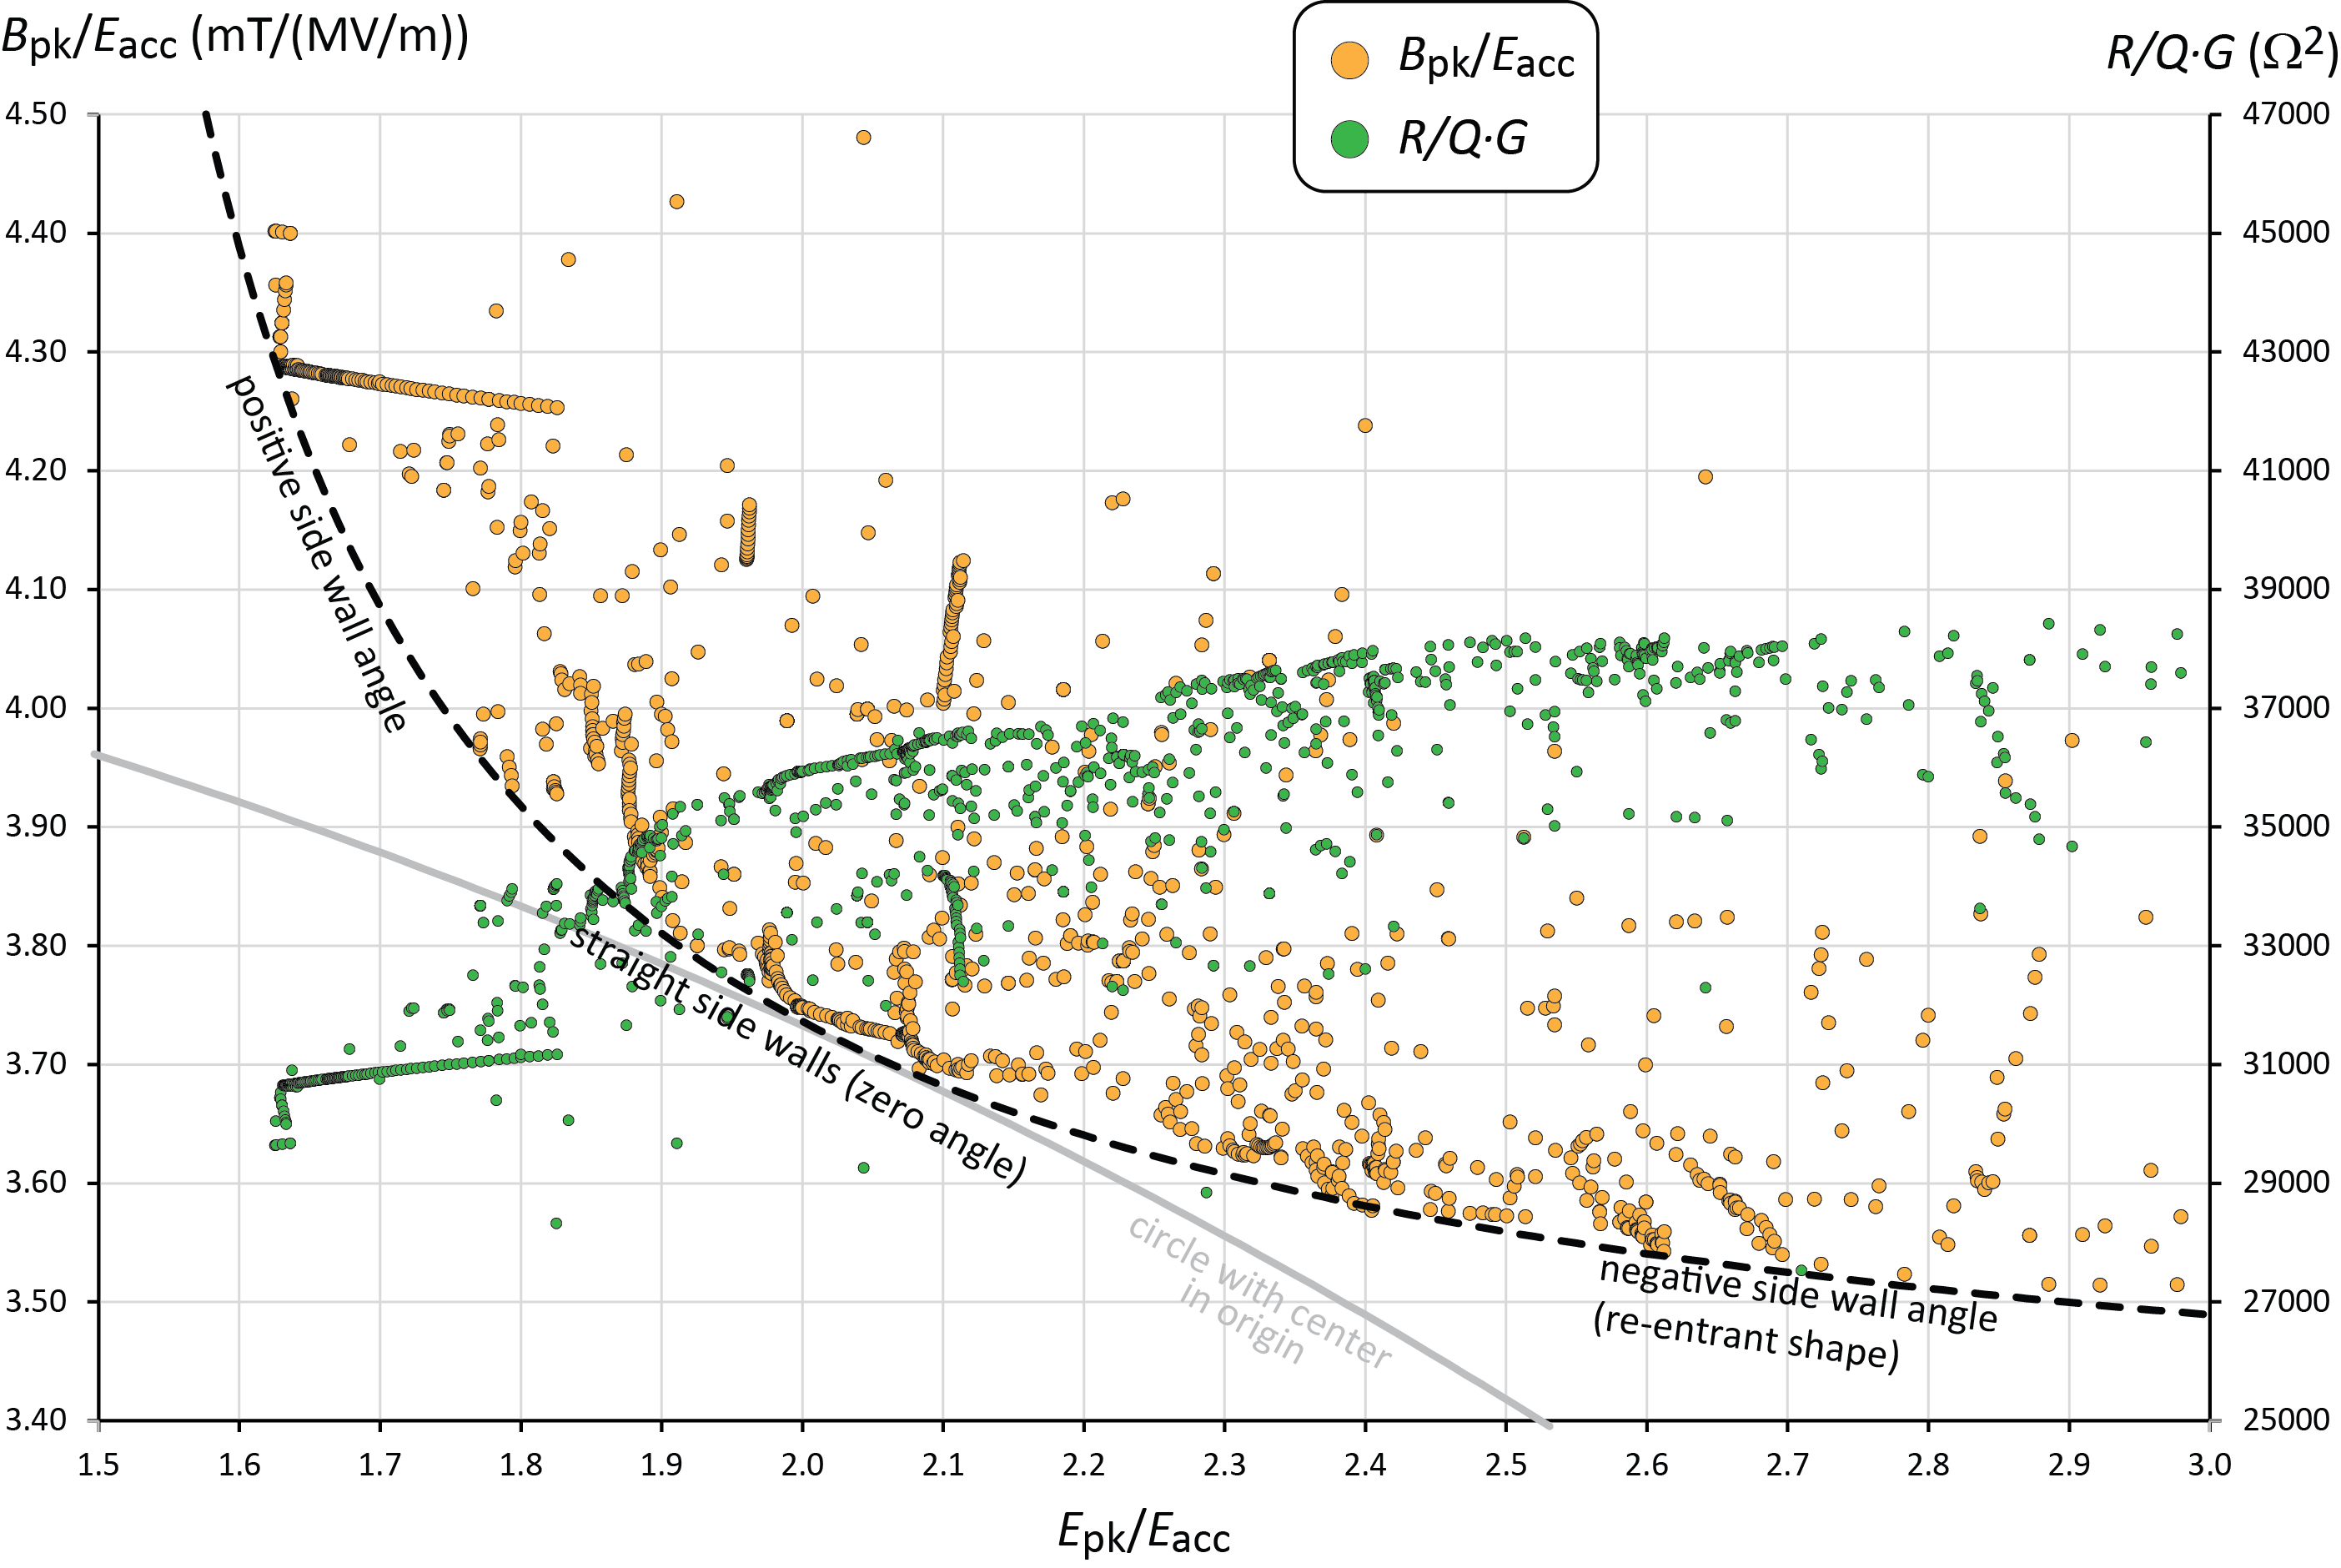 Bpk/Eacc (mT/(MV/m))
R/Q·G (Ω2)
Bpk/Eacc
R/Q·G
4.50
4.40
4.30
4.20
4.10
4.00
3.90
3.80
3.70
3.60
3.50
3.40
47000
45000
43000
41000
39000
37000
35000
33000
31000
29000
27000
25000
positive side wall angle
straight side walls (zero angle)
circle with center
in origin
negative side wall angle
(re-entrant shape)
1.5 1.6 1.7 1.8 1.9 2.0 2.1 2.2 2.3 2.4 2.5 2.6 2.7 2.8 2.9 3.0
Epk/Eacc